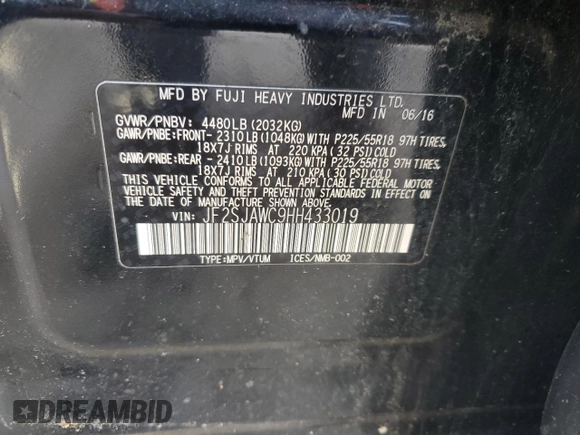 MFD BY FUJI HEAVY INDUSTRIES LTD.
MFD IN 06/16
GVWR/PNBV: 4480LB (2032KG)
GAWR/PNBE:FRONT- 2310LB (1048KG) WITH P225/55R18 97H TIRES,
18X7J RIMS AT 220 KPA ( 32 PSI) COLD
GAWR/PNBE:REAR - 2410LB (1093KG) WITH P225/55R18 97H TIRES,
18X7J RIMS AT 210 KPA ( 30 PSI) COLD
THIS VEHICLE CONFORMS TO ALL APPLICABLE FEDERAL MOTOR
VEHICLE SAFETY AND THEFT PREVENTION STANDARDS IN EFFECT ON
THE DATE OF MANUFACTURE SHOWN ABOVE.
VIN: JF2SJAWC9HH433019
TYPE:MPV/VTUM ICES/NMB-002
DREAMBID